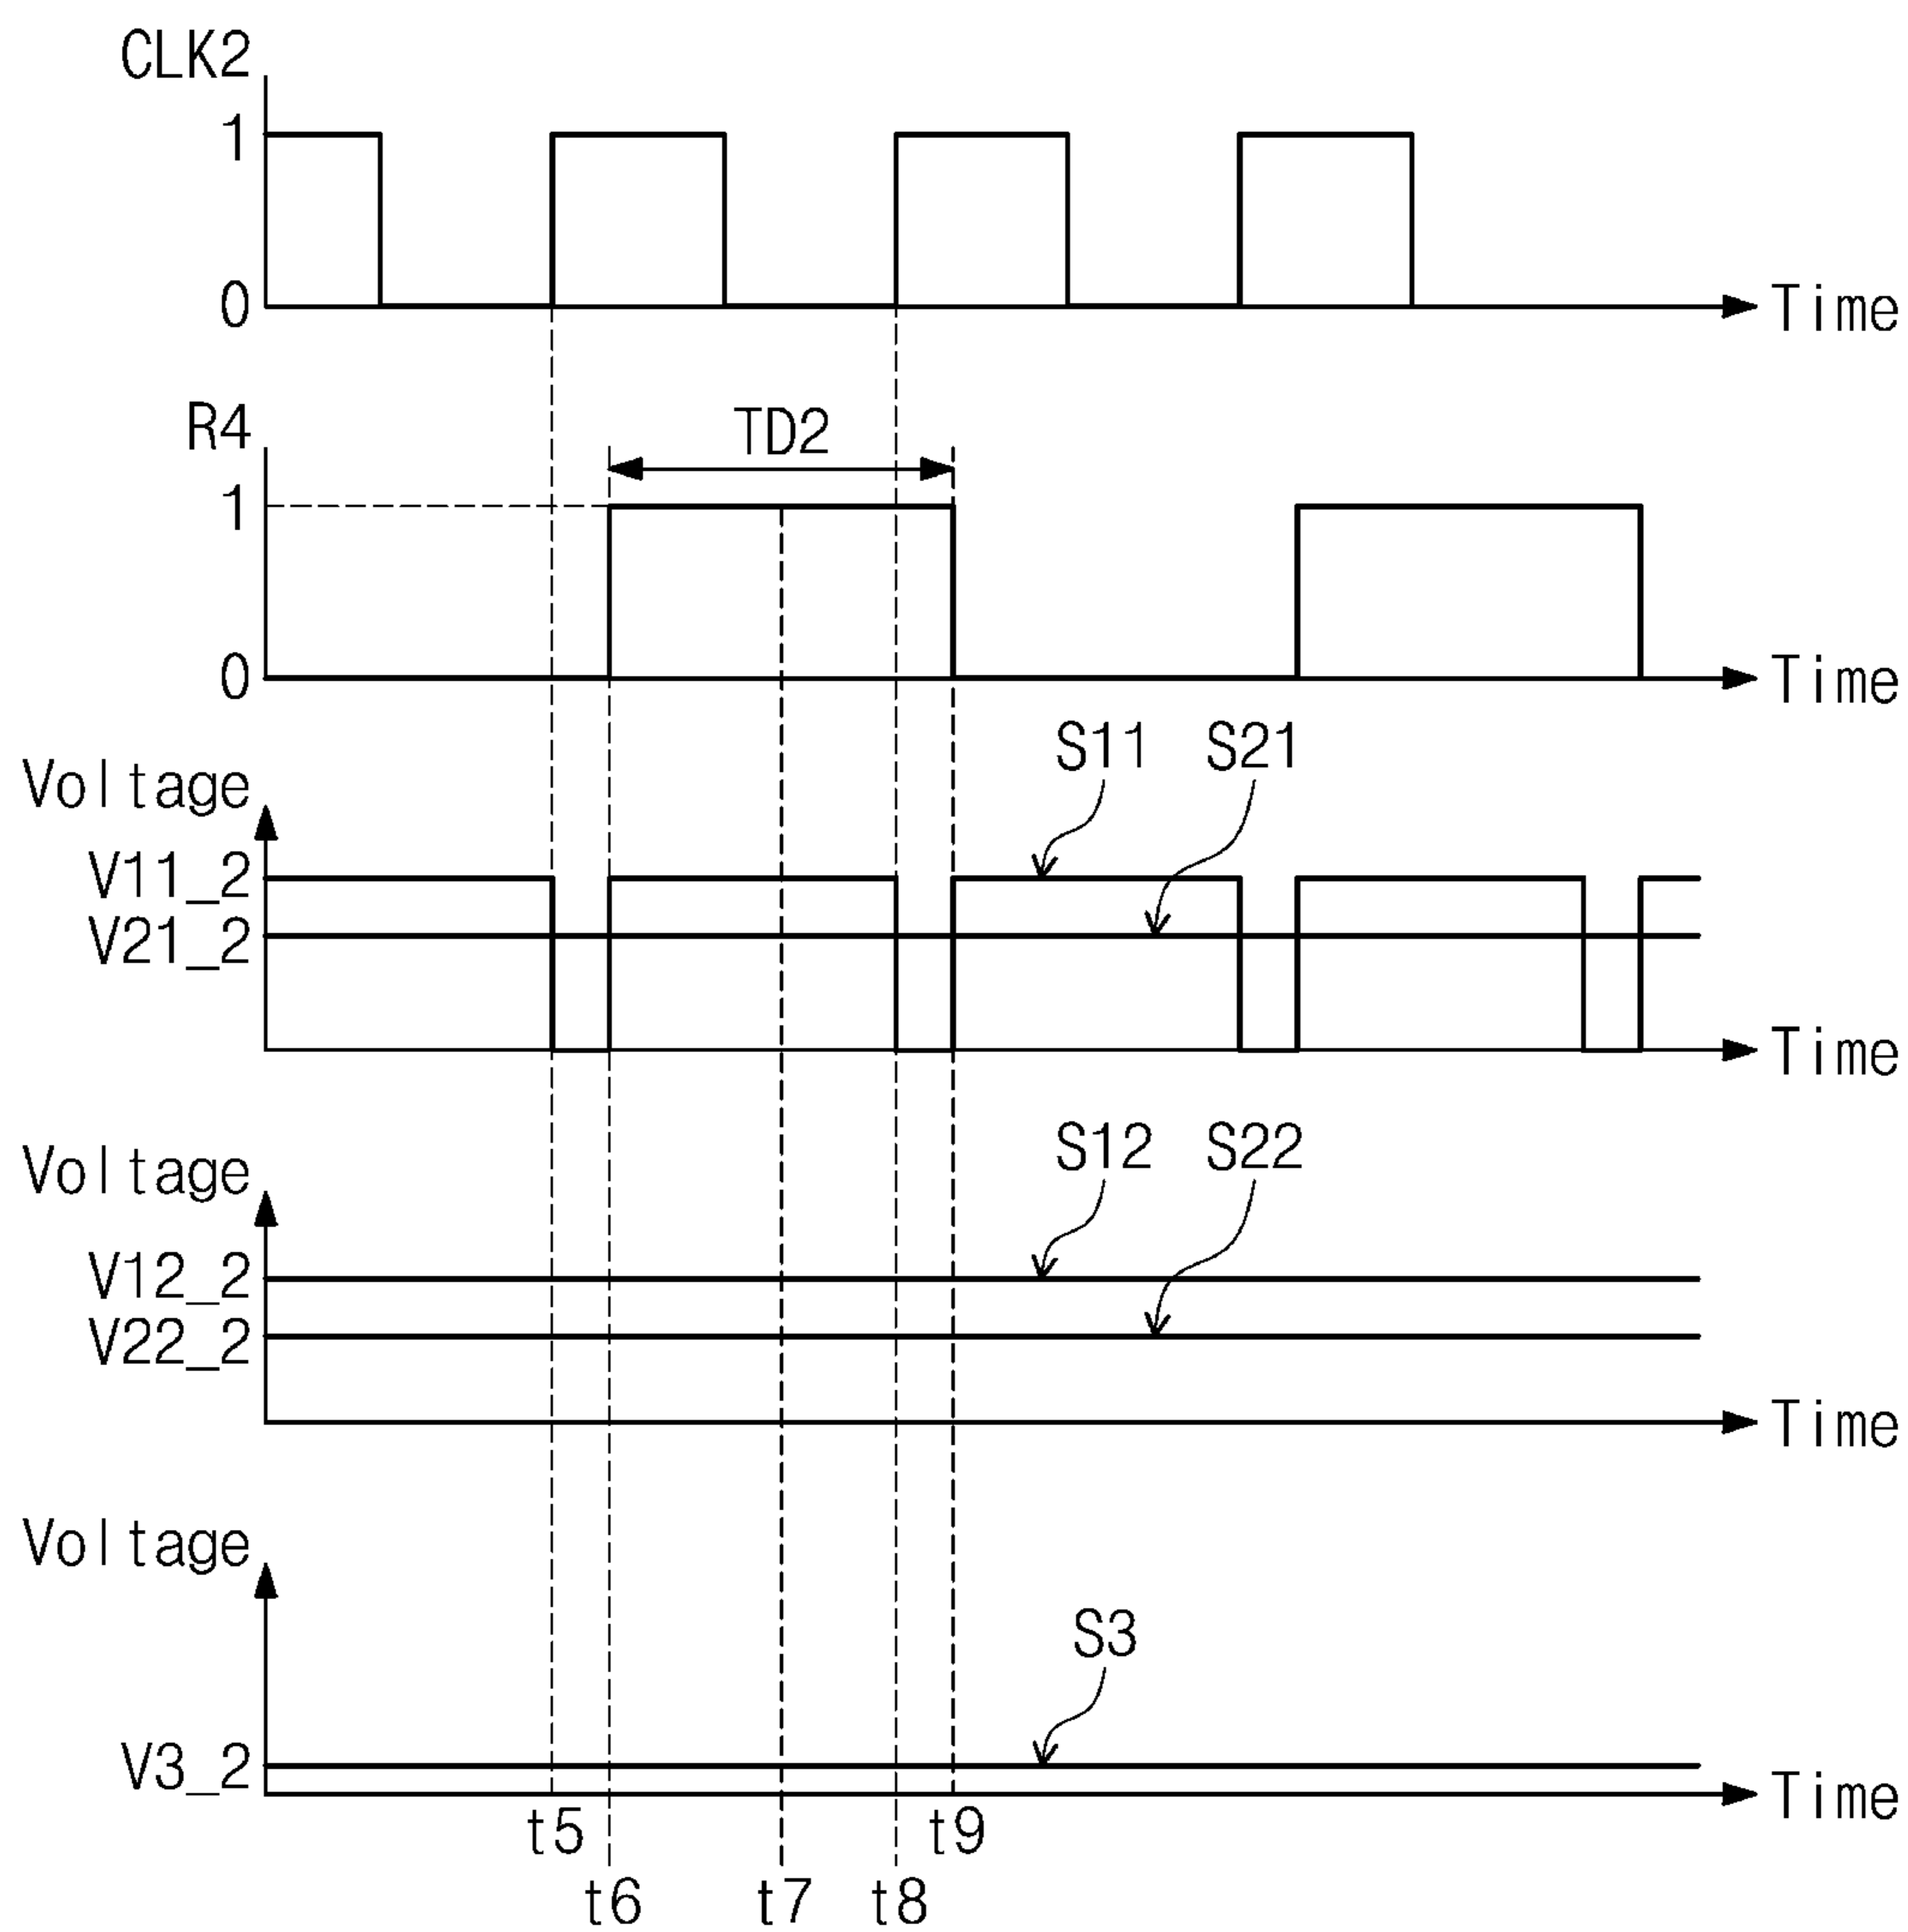 CLK2
1
0
Time
R4
TD2
1
0
Time
S11 S21
Voltage
V11_2
V21_2
Time
S12 S22
Voltage
V12_2
V22_2
Time
Voltage
S3
V3_2
Time
t5 t9
t6 t7 t8